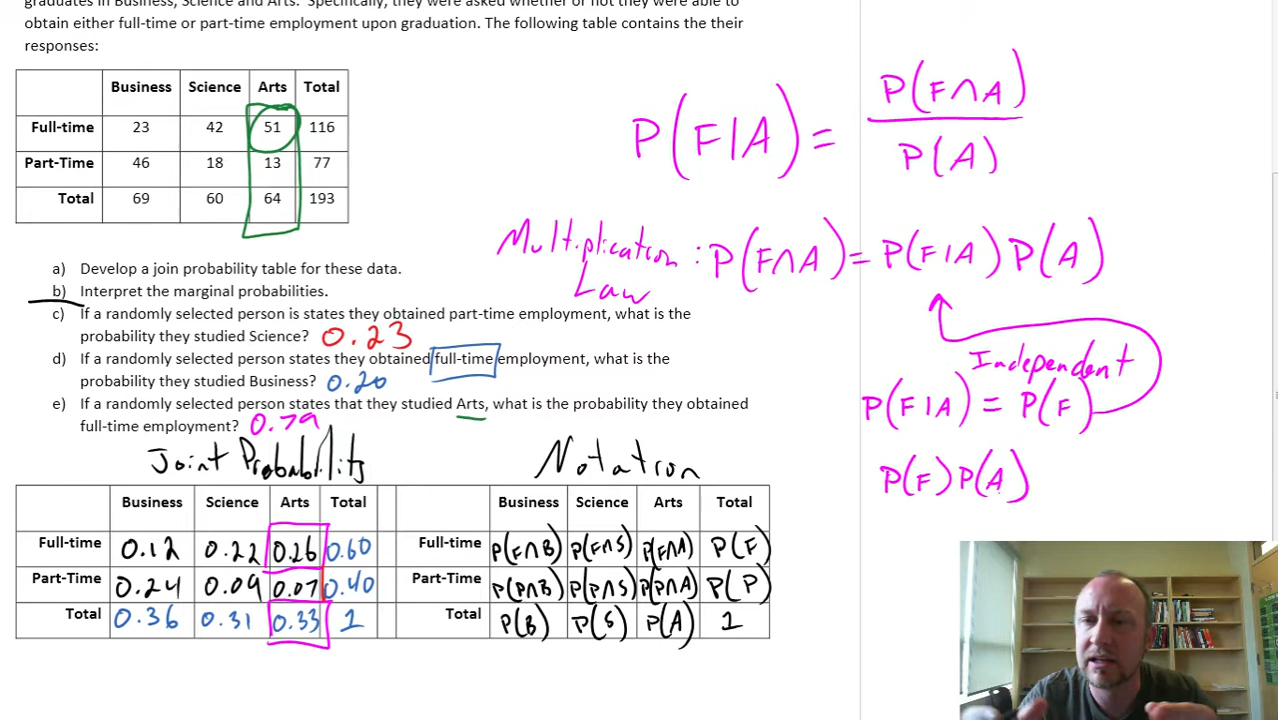 graduates in Business, Science and Arts. Specifically, they were asked whether or not they were able to
obtain either full-time or part-time employment upon graduation. The following table contains the their
responses:
Business Science Arts Total
Full-time 23 42 51 116
Part-Time 46 18 13 77
Total 69 60 64 193
P(F|A) = P(F∩A) / P(A)
Multiplication Law : P(F∩A) = P(F|A) P(A)
Independent
P(F|A) = P(F)
P(F) P(A)
a) Develop a join probability table for these data.
b) Interpret the marginal probabilities.
c) If a randomly selected person is states they obtained part-time employment, what is the
probability they studied Science? 0.23
d) If a randomly selected person states they obtained full-time employment, what is the
probability they studied Business? 0.20
e) If a randomly selected person states that they studied Arts, what is the probability they obtained
full-time employment? 0.79
Joint Probability
Business Science Arts Total
Full-time 0.12 0.22 0.26 0.60
Part-Time 0.24 0.09 0.07 0.40
Total 0.36 0.31 0.33 1
Notation
Business Science Arts Total
Full-time P(F∩B) P(F∩S) P(F∩A) P(F)
Part-Time P(P∩B) P(P∩S) P(P∩A) P(P)
Total P(B) P(S) P(A) 1